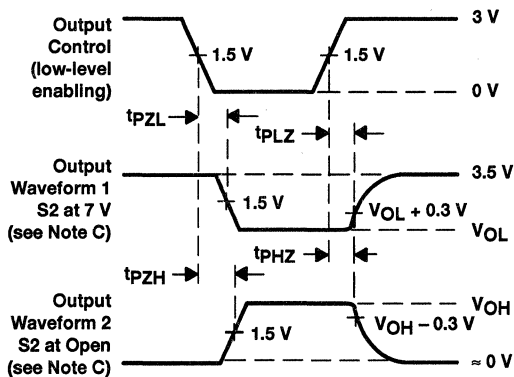 Output
Control
(low-level
enabling)
3 V
1.5 V
1.5 V
0 V
tPZL
tPLZ
Output
Waveform 1
S2 at 7 V
(see Note C)
3.5 V
1.5 V
VOL + 0.3 V
VOL
tPHZ
tPZH
Output
Waveform 2
S2 at Open
(see Note C)
VOH
1.5 V
VOH – 0.3 V
≈ 0 V